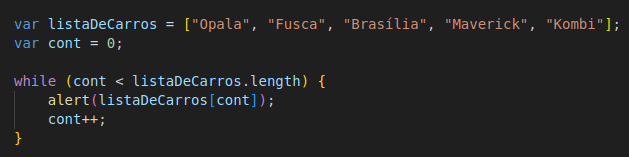 var listaDeCarros = ["Opala", "Fusca", "Brasília", "Maverick", "Kombi"];
var cont = 0;
while (cont < listaDeCarros.length) {
alert(listaDeCarros[cont]);
cont++;
}